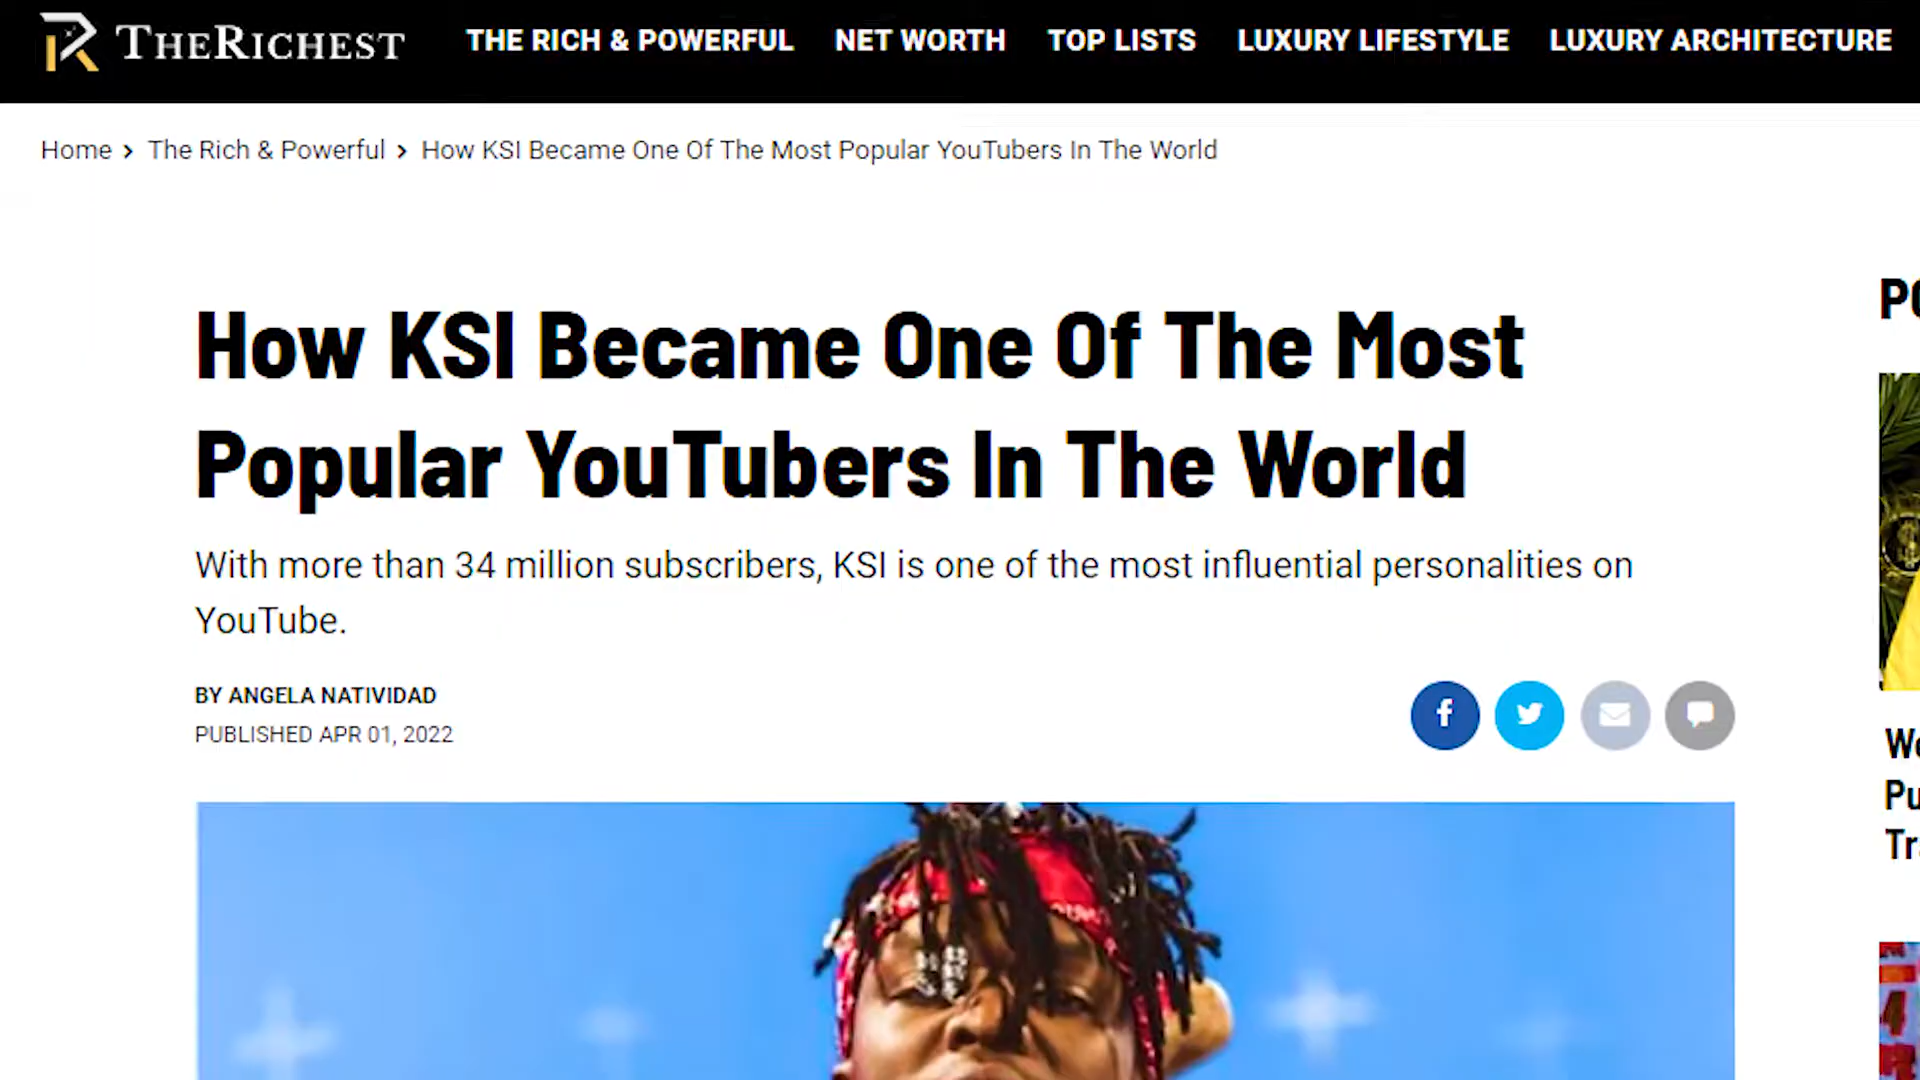 THERICHEST THE RICH & POWERFUL NET WORTH TOP LISTS LUXURY LIFESTYLE LUXURY ARCHITECTURE
Home > The Rich & Powerful > How KSI Became One Of The Most Popular YouTubers In The World
How KSI Became One Of The Most
Popular YouTubers In The World
With more than 34 million subscribers, KSI is one of the most influential personalities on
YouTube.
BY ANGELA NATIVIDAD
PUBLISHED APR 01, 2022